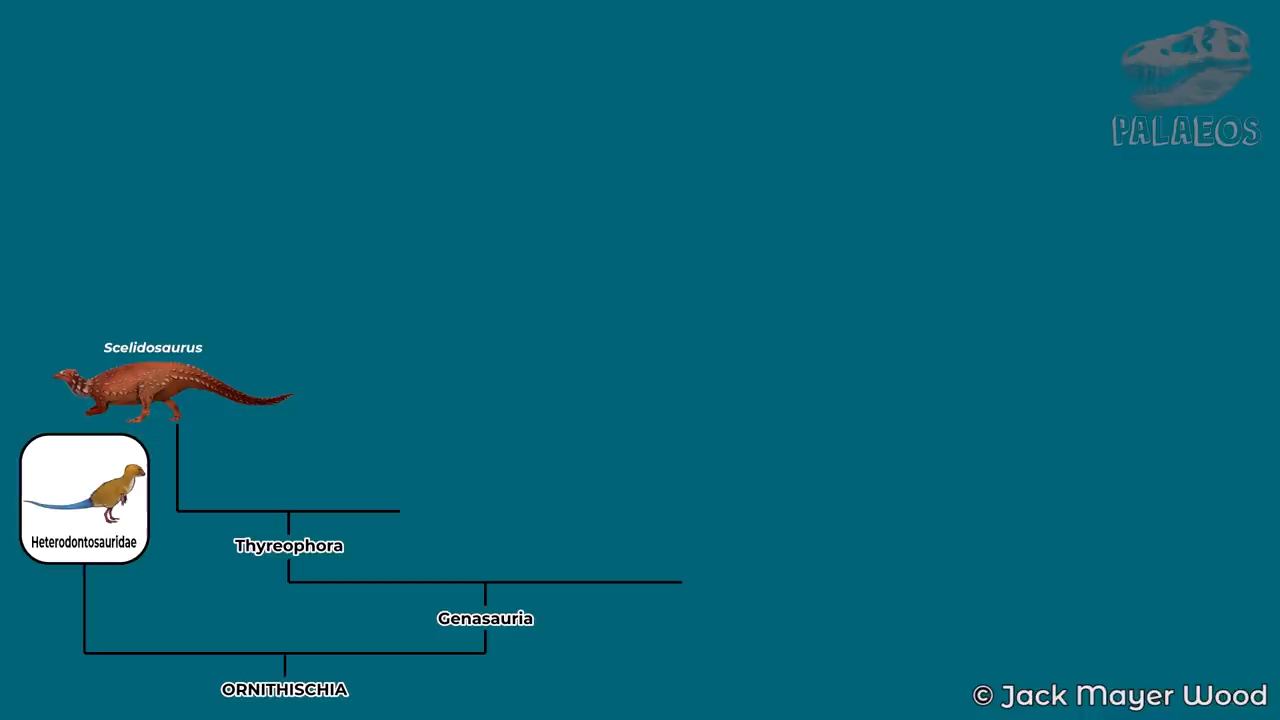 PALAEOS
Scelidosaurus
Heterodontosauridae
Thyreophora
Genasauria
ORNITHISCHIA
© Jack Mayer Wood